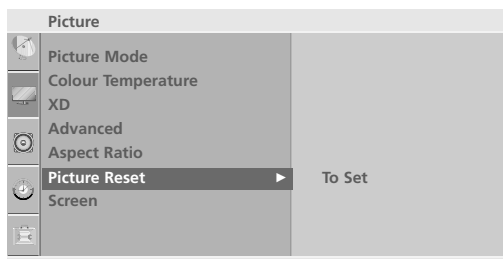 Picture
Picture Mode
Colour Temperature
XD
Advanced
Aspect Ratio
Picture Reset ► To Set
Screen